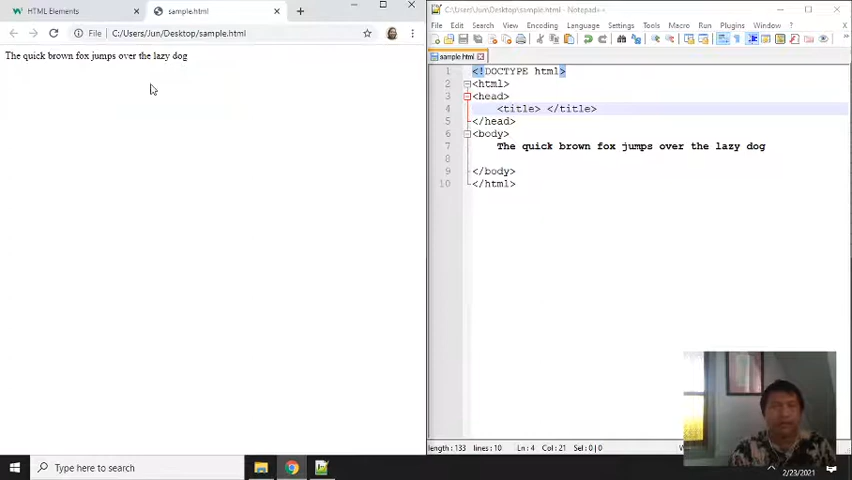 HTML Elements
sample.html
File
C:/Users/Jun/Desktop/sample.html
The quick brown fox jumps over the lazy dog
C:\Users\Jun\Desktop\sample.html - Notepad++
File Edit Search View Encoding Language Settings Tools Macro Run Plugins Window
sample.html
1 <!DOCTYPE html>
2 <html>
3 <head>
4 <title> </title>
5 </head>
6 <body>
7 The quick brown fox jumps over the lazy dog
8
9 </body>
10 </html>
length : 133 lines : 10
Ln : 4 Col : 21 Sel : 0 | 0
Type here to search
2/23/2021